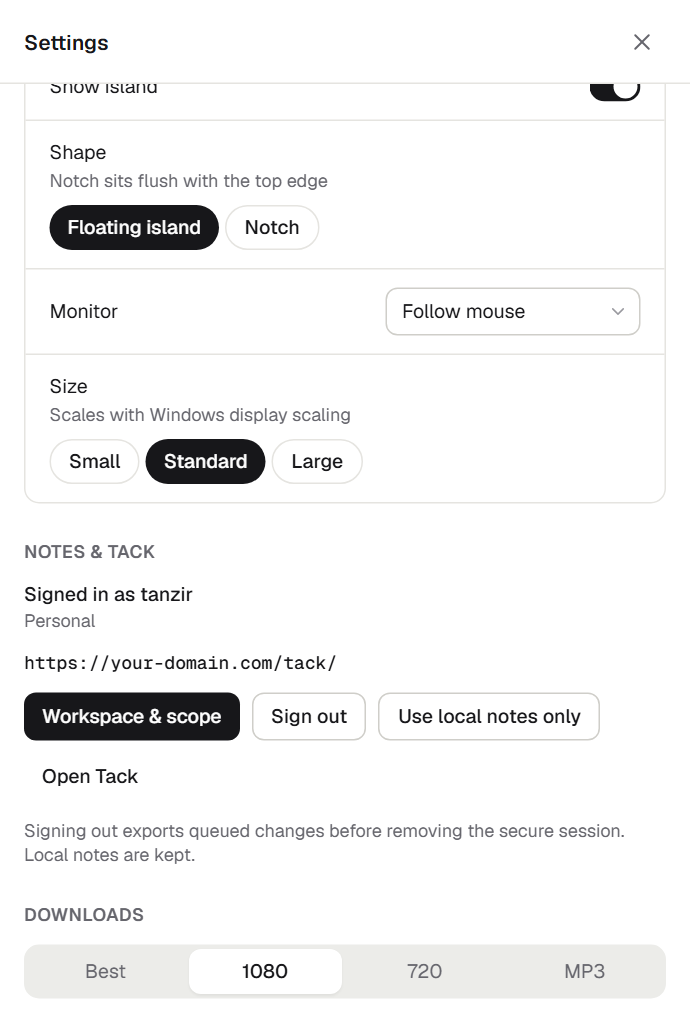 Settings
Show island
Shape
Notch sits flush with the top edge
Floating island
Notch
Monitor
Follow mouse
Size
Scales with Windows display scaling
Small
Standard
Large
NOTES & TACK
Signed in as tanzir
Personal
https://your-domain.com/tack/
Workspace & scope
Sign out
Use local notes only
Open Tack
Signing out exports queued changes before removing the secure session.
Local notes are kept.
DOWNLOADS
Best
1080
720
MP3